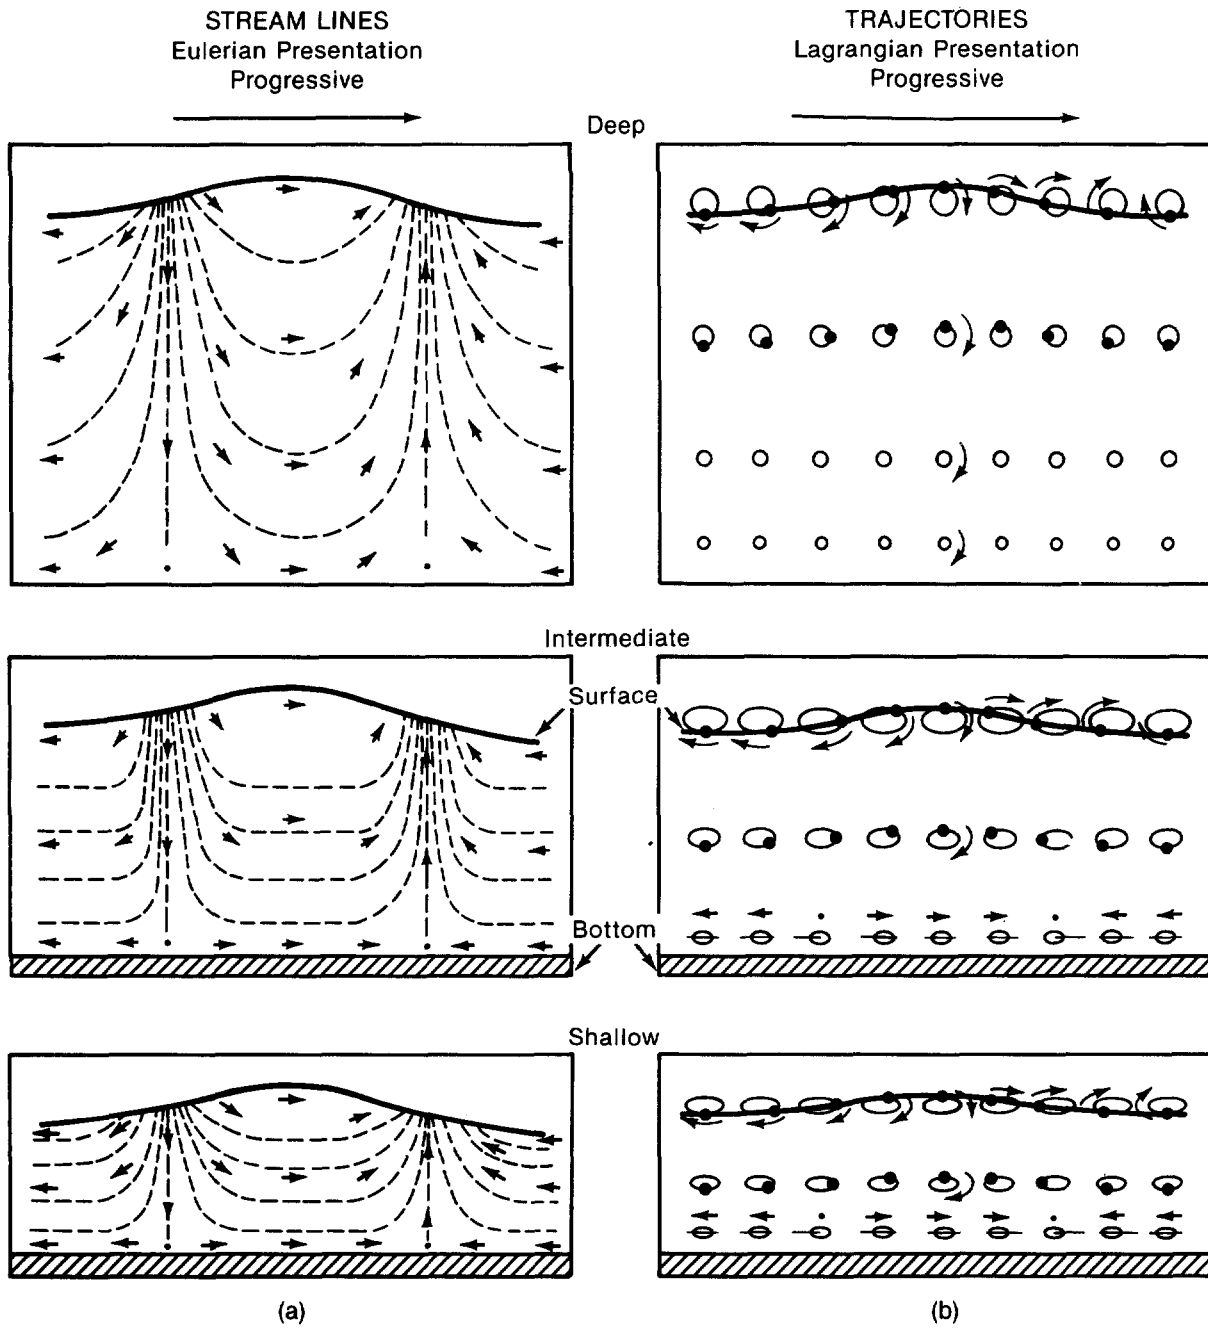 STREAM LINES
Eulerian Presentation
Progressive
TRAJECTORIES
Lagrangian Presentation
Progressive
Deep
Intermediate
Surface
Bottom
Shallow
(a)
(b)